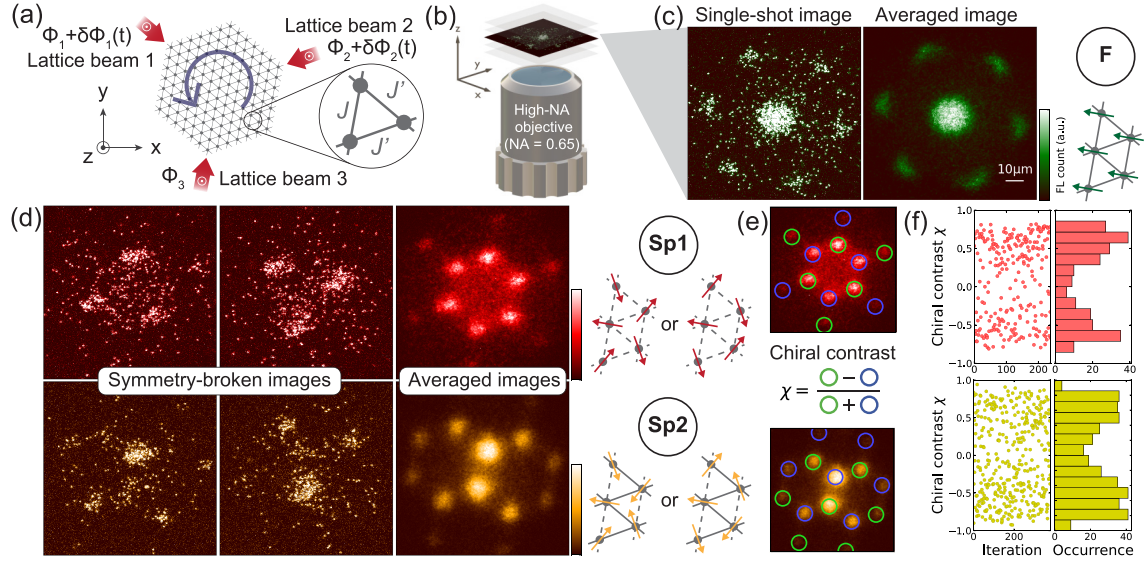 (a)
Φ1+δΦ1(t)
Lattice beam 1
Lattice beam 2
Φ2+δΦ2(t)
J
J'
J'
y
z
x
Φ3
Lattice beam 3
(b)
z
y
x
High-NA
objective
(NA = 0.65)
(c)
Single-shot image
Averaged image
10μm
FL count (a.u.)
F
(d)
Symmetry-broken images
Averaged images
Sp1
or
Sp2
or
(e)
Chiral contrast
χ = (○ − ○)/(○ + ○)
(f)
Chiral contrast χ
1.0
0.5
0.0
−0.5
−1.0
0
100
200
0
20
40
Chiral contrast χ
1.0
0.5
0.0
−0.5
−1.0
0
200
0
20
40
Iteration
Occurrence